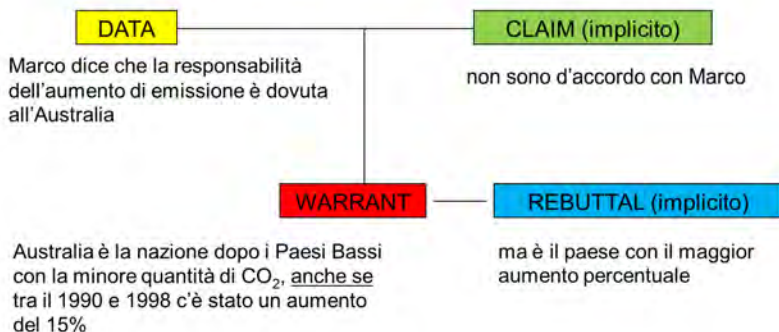 DATA
CLAIM (implicito)
Marco dice che la responsabilità
dell'aumento di emissione è dovuta
all'Australia
non sono d'accordo con Marco
WARRANT
REBUTTAL (implicito)
Australia è la nazione dopo i Paesi Bassi
con la minore quantità di CO₂, anche se
tra il 1990 e 1998 c'è stato un aumento
del 15%
ma è il paese con il maggior
aumento percentuale